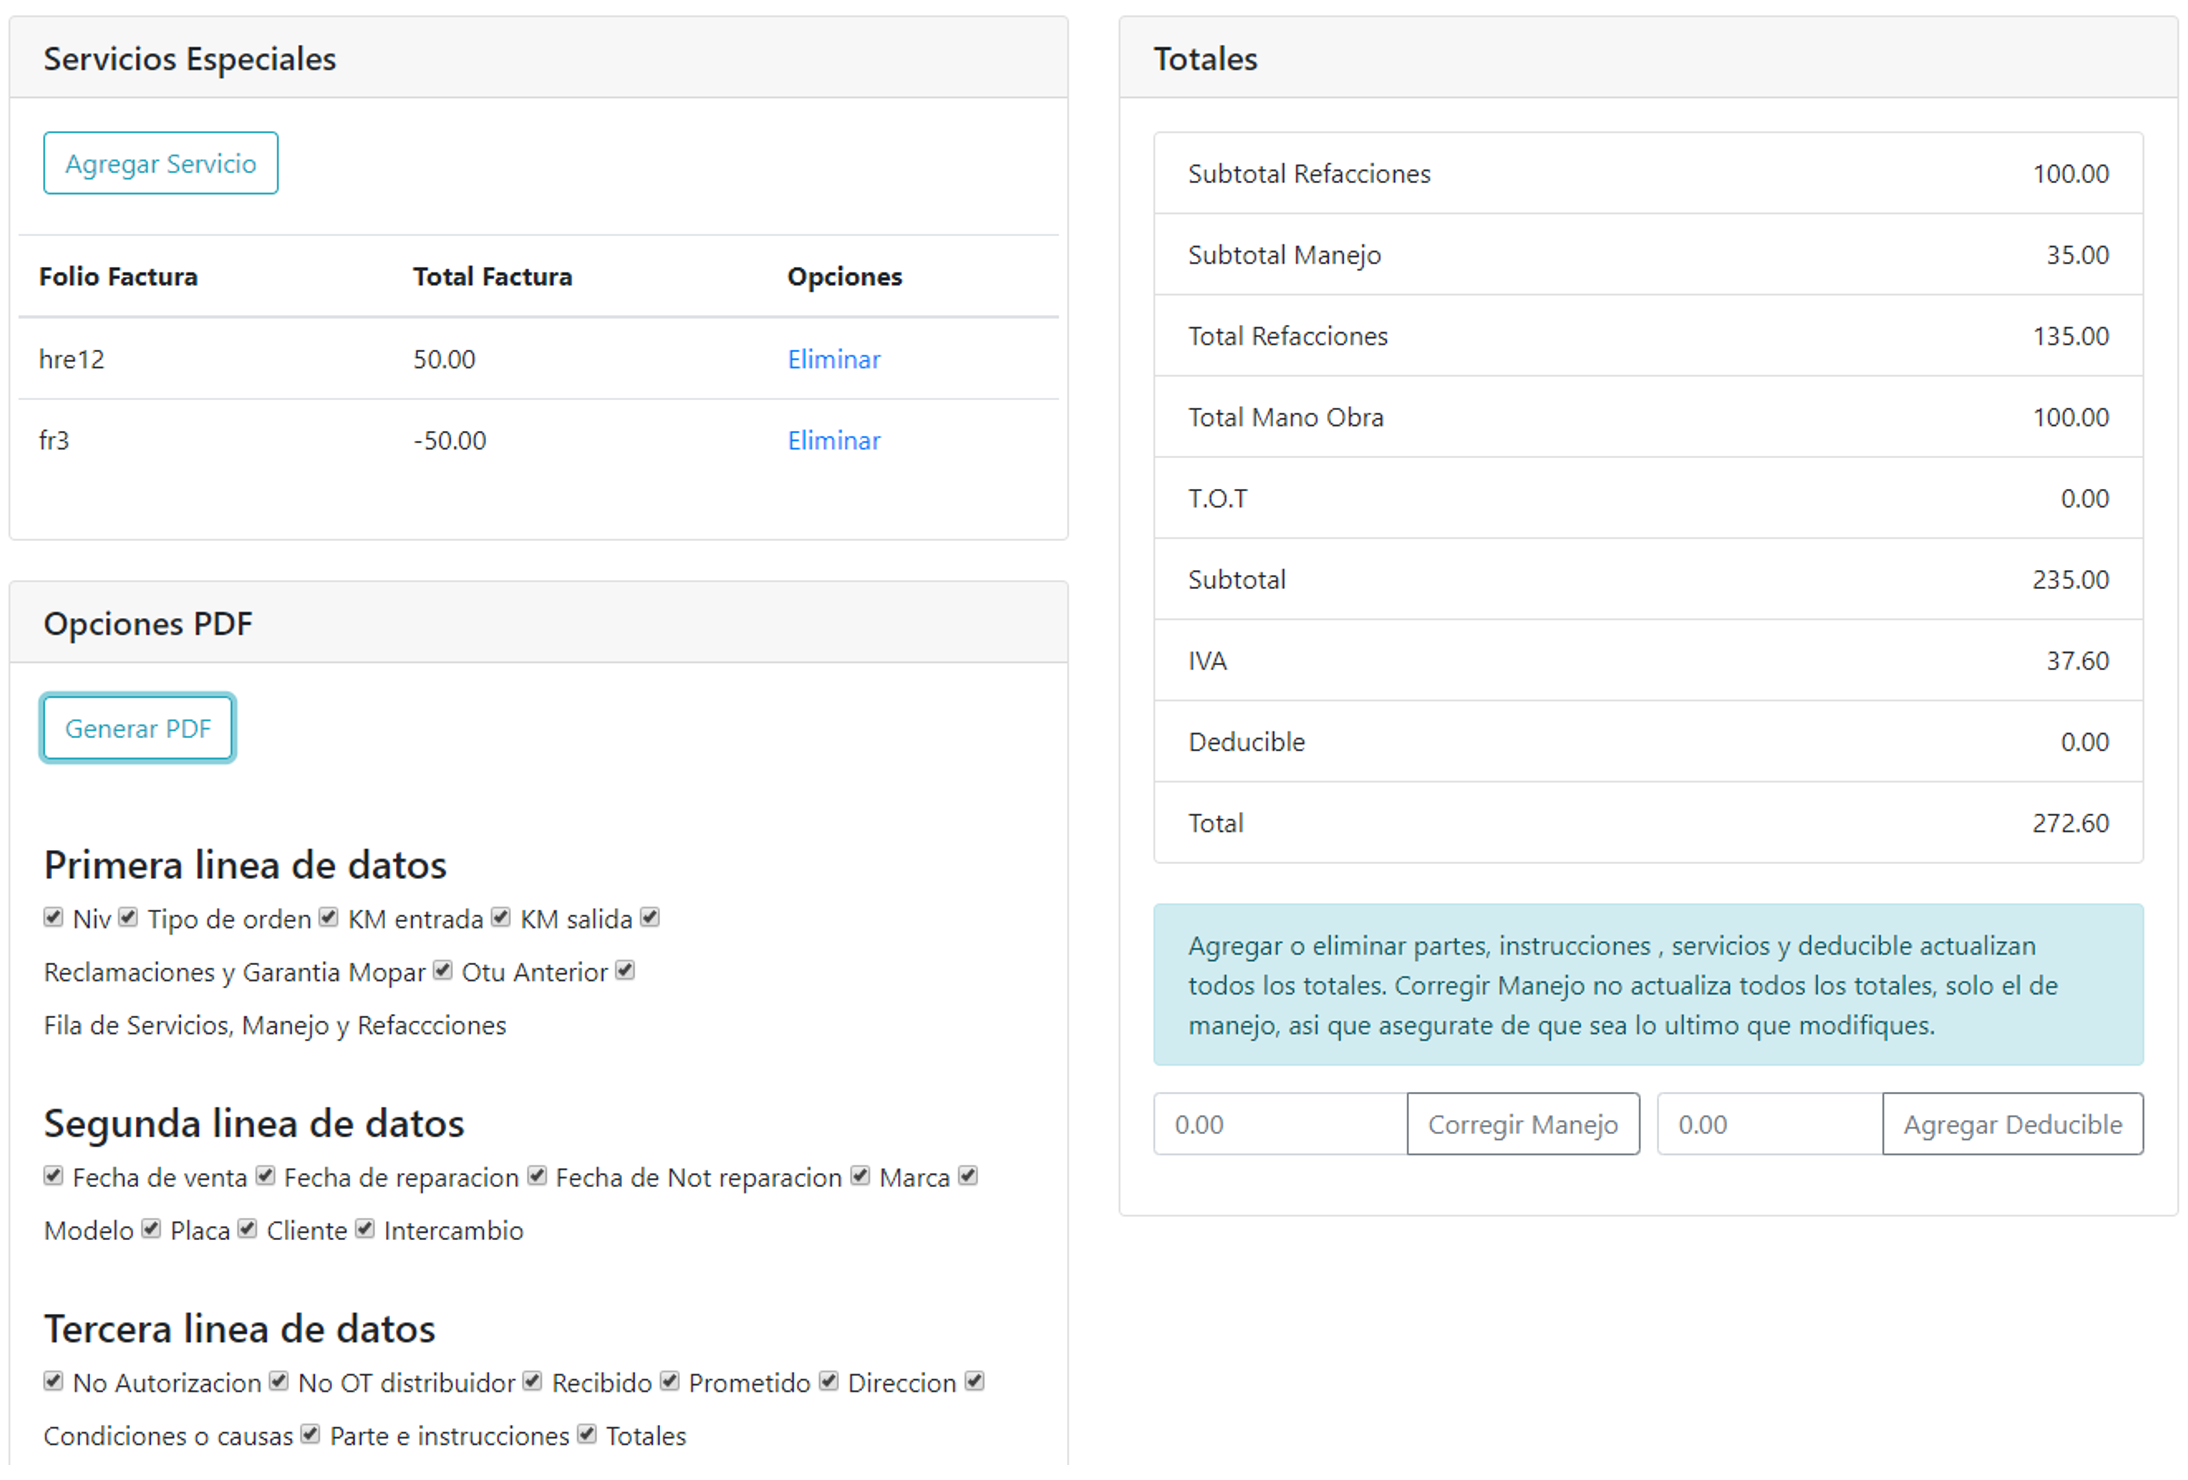 Servicios Especiales
Agregar Servicio
Folio Factura Total Factura Opciones
hre12 50.00 Eliminar
fr3 -50.00 Eliminar
Opciones PDF
Generar PDF
Primera linea de datos
Niv Tipo de orden KM entrada KM salida
Reclamaciones y Garantia Mopar Otu Anterior
Fila de Servicios, Manejo y Refaccciones
Segunda linea de datos
Fecha de venta Fecha de reparacion Fecha de Not reparacion Marca
Modelo Placa Cliente Intercambio
Tercera linea de datos
No Autorizacion No OT distribuidor Recibido Prometido Direccion
Condiciones o causas Parte e instrucciones Totales
Totales
Subtotal Refacciones 100.00
Subtotal Manejo 35.00
Total Refacciones 135.00
Total Mano Obra 100.00
T.O.T 0.00
Subtotal 235.00
IVA 37.60
Deducible 0.00
Total 272.60
Agregar o eliminar partes, instrucciones , servicios y deducible actualizan
todos los totales. Corregir Manejo no actualiza todos los totales, solo el de
manejo, asi que asegurate de que sea lo ultimo que modifiques.
0.00 Corregir Manejo 0.00 Agregar Deducible